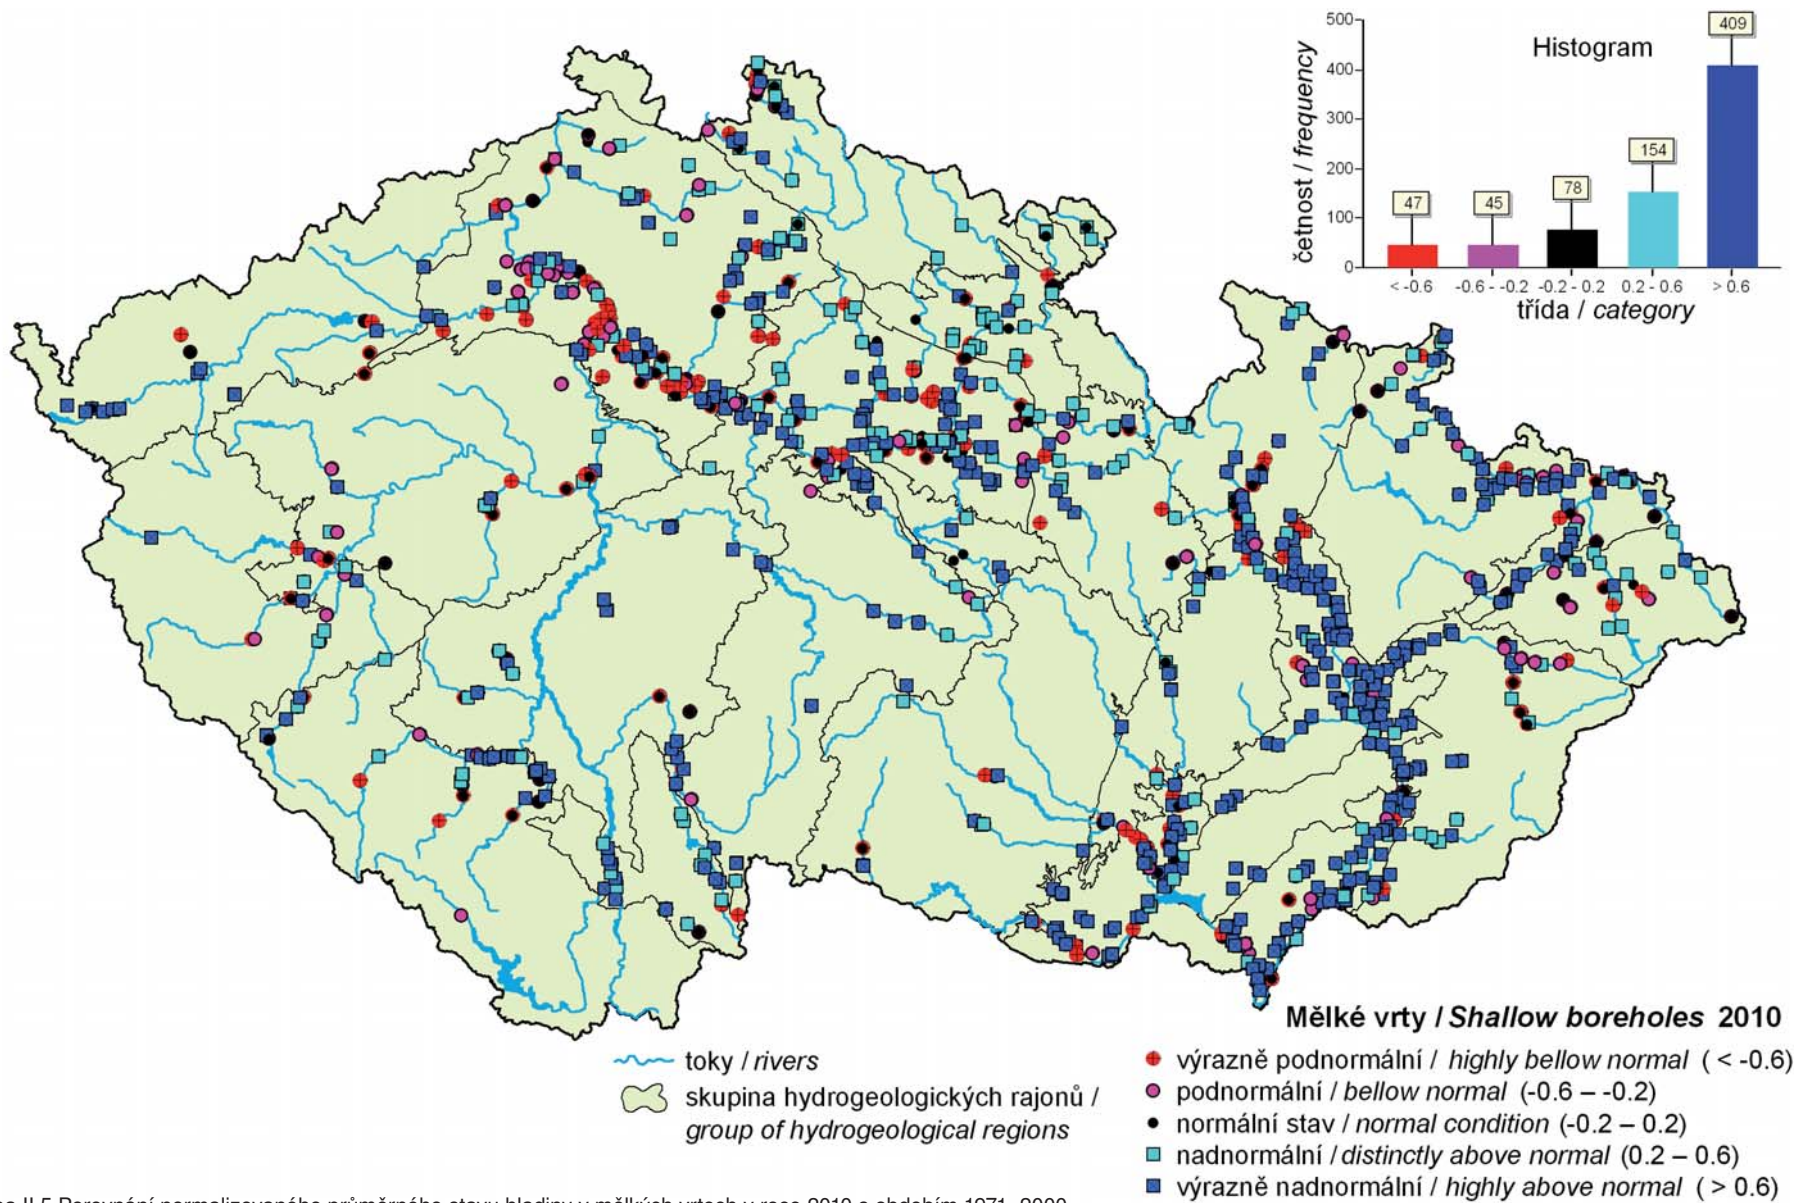 500
400
300
200
100
0
četnost / frequency
Histogram
47
45
78
154
409
< -0.6
-0.6 – -0.2
-0.2 - 0.2
0.2 - 0.6
> 0.6
třída / category
Mělké vrty / Shallow boreholes 2010
toky / rivers
skupina hydrogeologických rajonů /
group of hydrogeological regions
výrazně podnormální / highly bellow normal ( < -0.6)
podnormální / bellow normal (-0.6 – -0.2)
normální stav / normal condition (-0.2 – 0.2)
nadnormální / distinctly above normal (0.2 – 0.6)
výrazně nadnormální / highly above normal ( > 0.6)